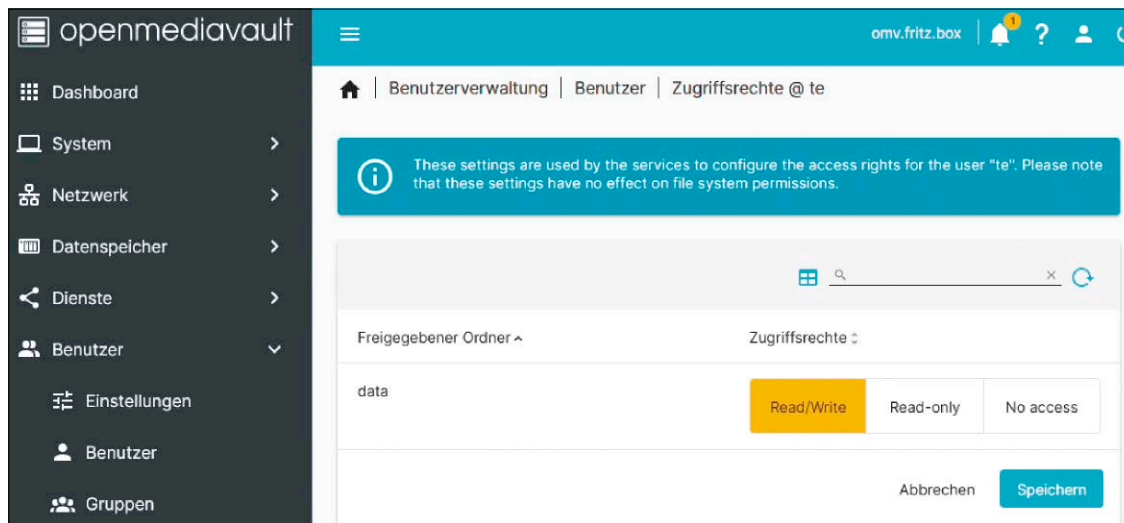 openmediavault
omv.fritz.box
1
?
Dashboard
System
Netzwerk
Datenspeicher
Dienste
Benutzer
Einstellungen
Benutzer
Gruppen
Benutzerverwaltung | Benutzer | Zugriffsrechte @ te
These settings are used by the services to configure the access rights for the user "te". Please note
that these settings have no effect on file system permissions.
Freigegebener Ordner Zugriffsrechte
data
Read/Write Read-only No access
Abbrechen Speichern